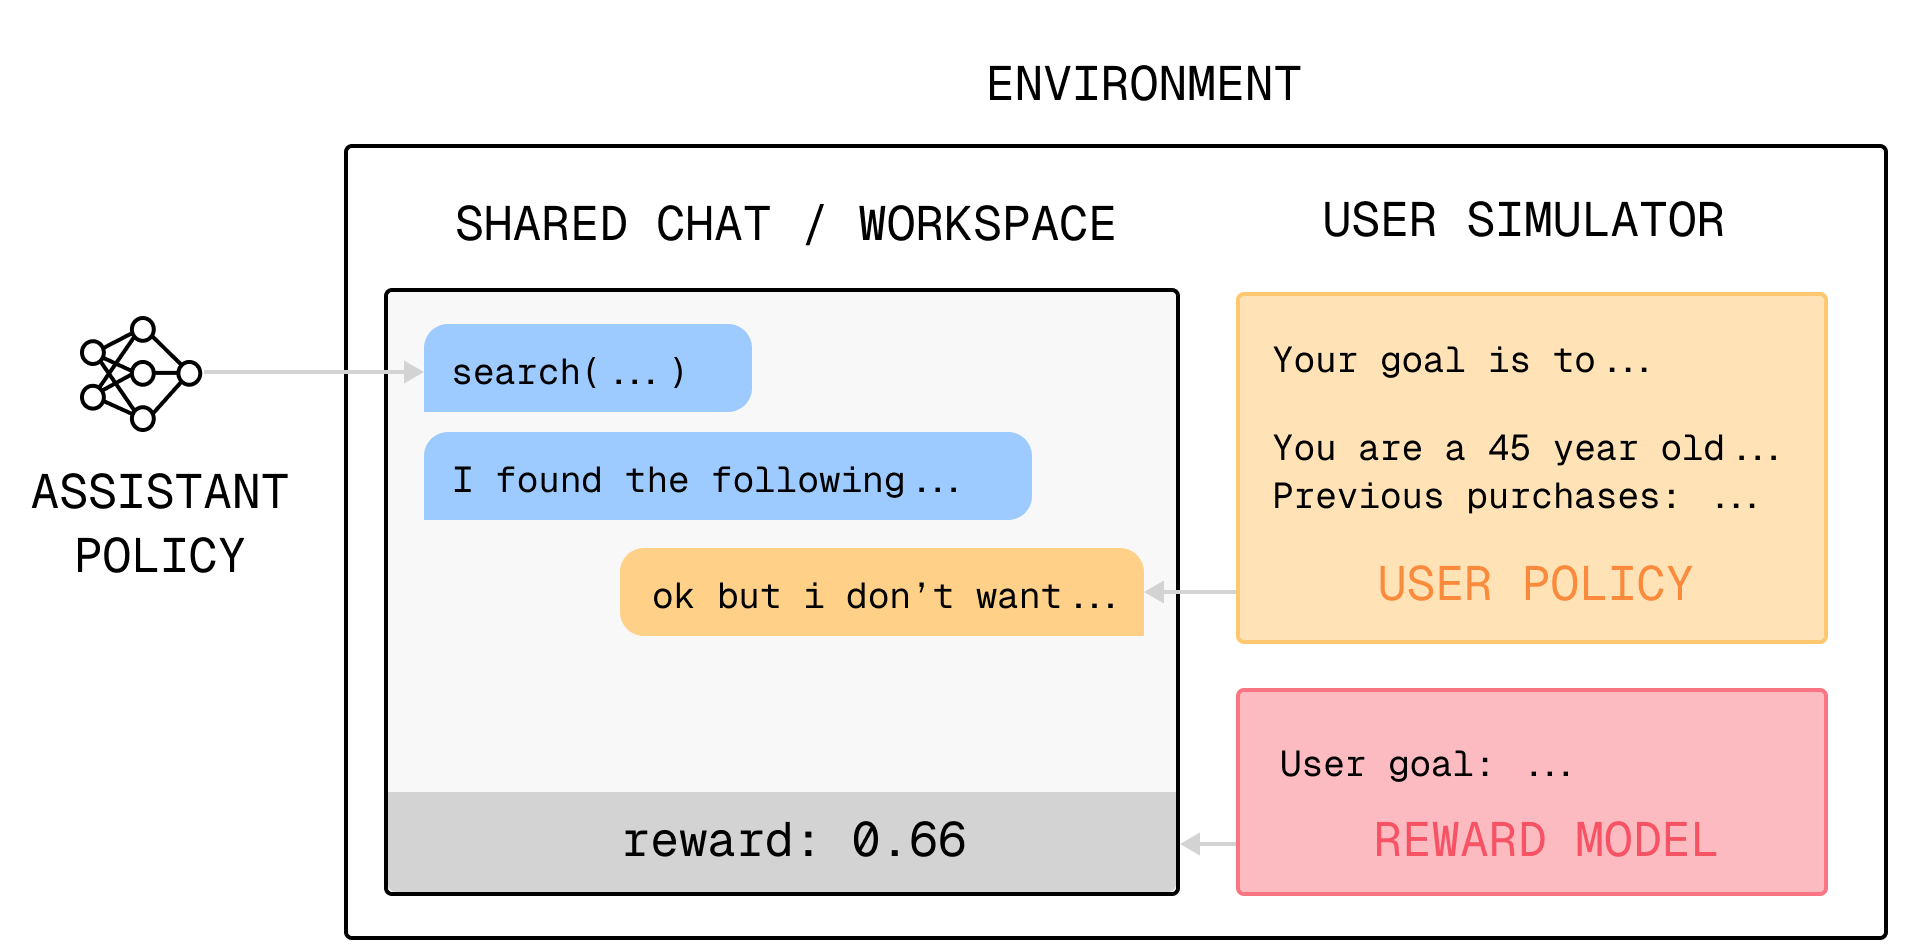 ENVIRONMENT
SHARED CHAT / WORKSPACE
USER SIMULATOR
ASSISTANT
POLICY
search(...)
I found the following...
ok but i don’t want...
reward: 0.66
Your goal is to...
You are a 45 year old...
Previous purchases: ...
USER POLICY
User goal: ...
REWARD MODEL